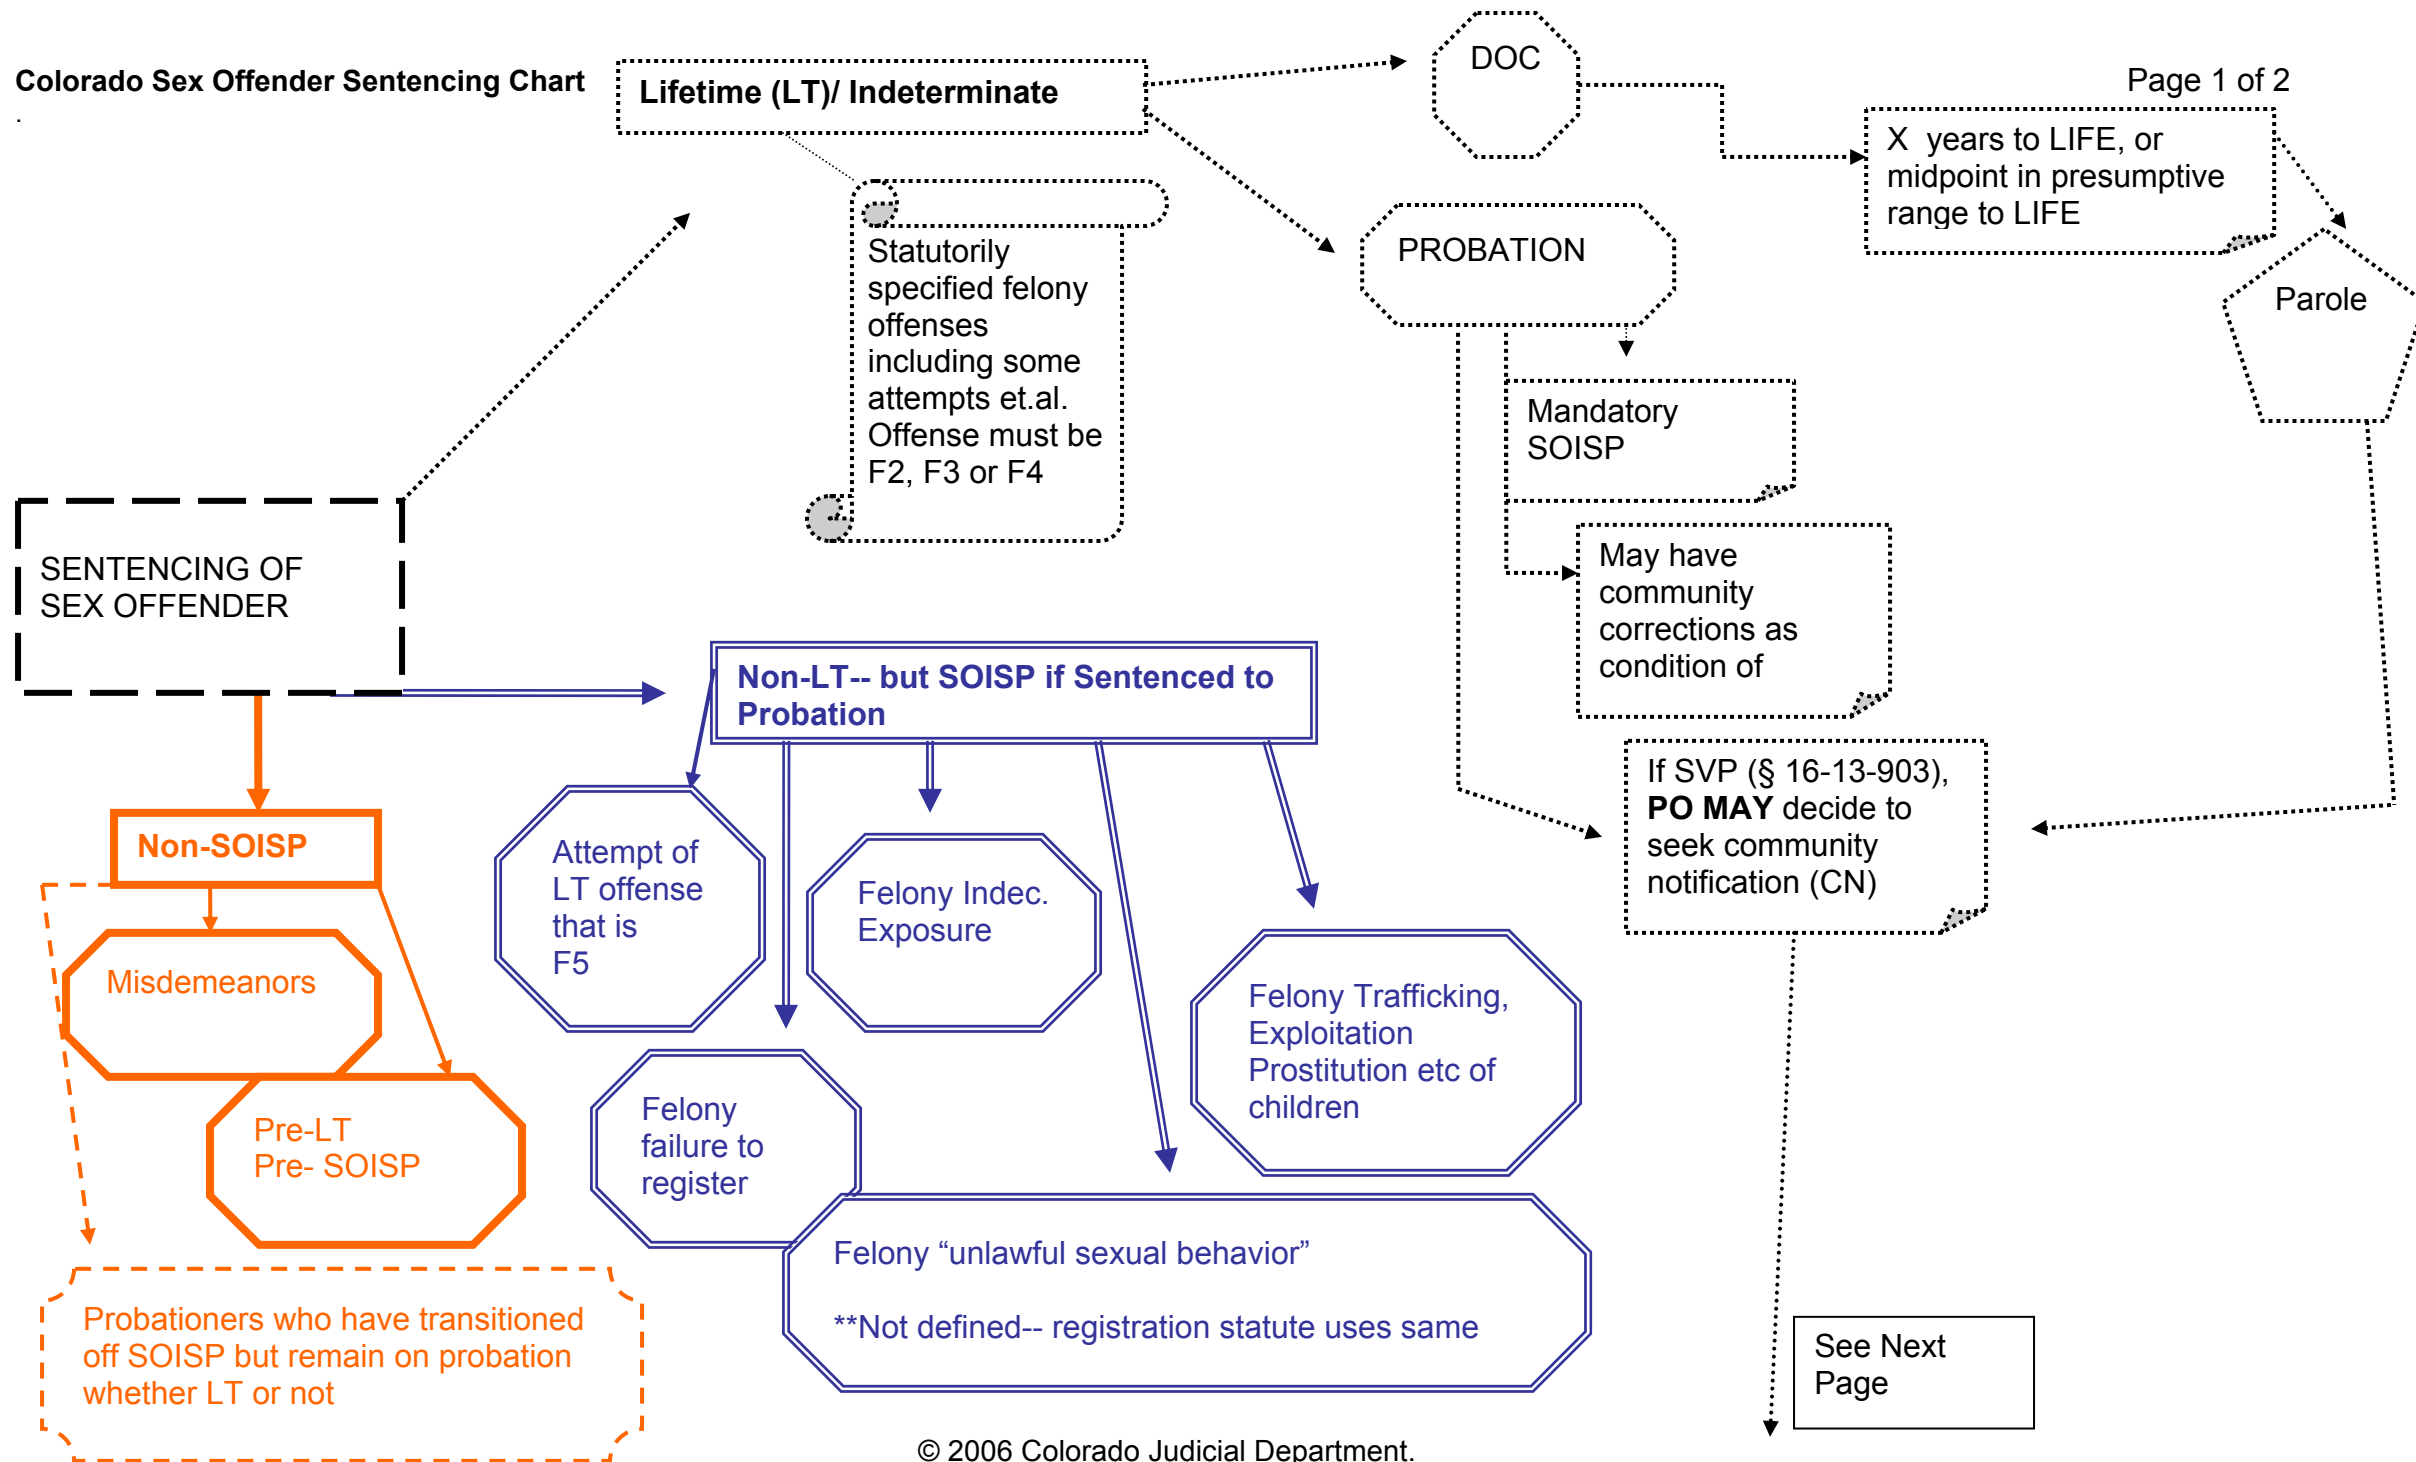 Colorado Sex Offender Sentencing Chart
.
Lifetime (LT)/ Indeterminate
DOC
Page 1 of 2
X  years to LIFE, or
midpoint in presumptive
range to LIFE
Statutorily
specified felony
offenses
including some
attempts et.al.
Offense must be
F2, F3 or F4
PROBATION
Parole
Mandatory
SOISP
May have
community
corrections as
condition of
SENTENCING OF
SEX OFFENDER
Non-LT-- but SOISP if Sentenced to
Probation
If SVP (§ 16-13-903),
PO MAY decide to
seek community
notification (CN)
Non-SOISP
Attempt of
LT offense
that is
F5
Felony Indec.
Exposure
Misdemeanors
Felony Trafficking,
Exploitation
Prostitution etc of
children
Pre-LT
Pre- SOISP
Felony
failure to
register
Felony “unlawful sexual behavior”
**Not defined-- registration statute uses same
Probationers who have transitioned
off SOISP but remain on probation
whether LT or not
See Next
Page
© 2006 Colorado Judicial Department.